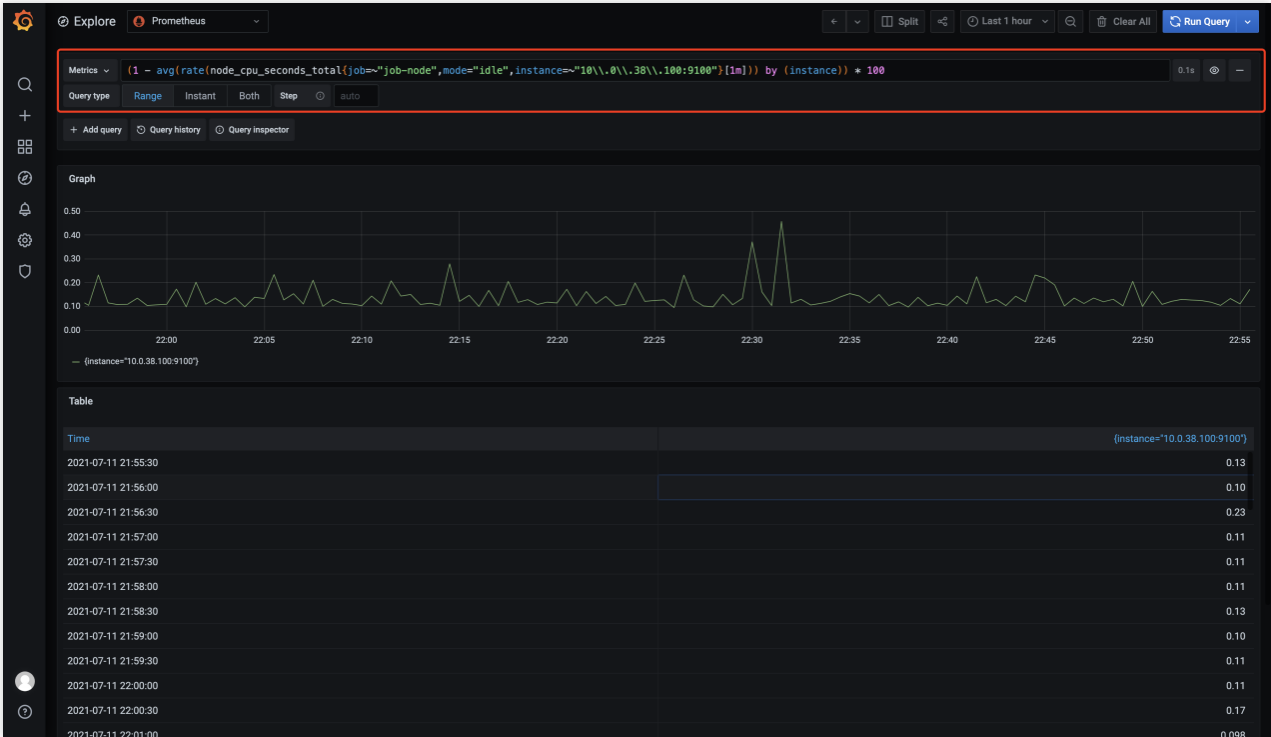 Explore Prometheus Split Last 1 hour Clear All Run Query
Metrics (1 - avg(rate(node_cpu_seconds_total{job=~"job-node",mode="idle",instance=~"10\\.0\\.38\\.100:9100"}[1m])) by (instance)) * 100 0.1s
Query type Range Instant Both Step auto
+ Add query Query history Query inspector
Graph
0.50
0.40
0.30
0.20
0.10
0.00
22:00 22:05 22:10 22:15 22:20 22:25 22:30 22:35 22:40 22:45 22:50 22:55
{instance="10.0.38.100:9100"}
Table
Time {instance="10.0.38.100:9100"}
2021-07-11 21:55:30 0.13
2021-07-11 21:56:00 0.10
2021-07-11 21:56:30 0.23
2021-07-11 21:57:00 0.11
2021-07-11 21:57:30 0.11
2021-07-11 21:58:00 0.11
2021-07-11 21:58:30 0.13
2021-07-11 21:59:00 0.10
2021-07-11 21:59:30 0.11
2021-07-11 22:00:00 0.11
2021-07-11 22:00:30 0.17
2021-07-11 22:01:00 0.098